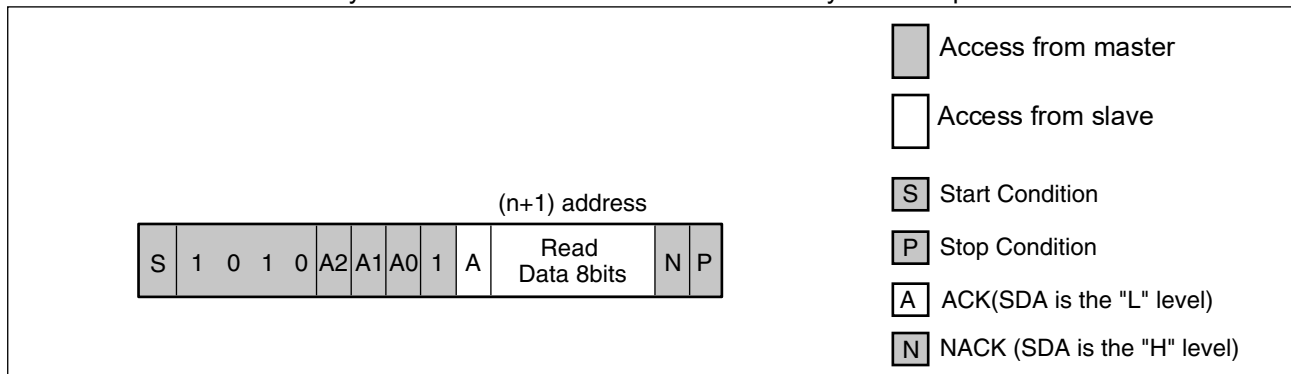 Access from master
Access from slave
(n+1) address
S 1 0 1 0 A2 A1 A0 1 A Read Data 8bits N P
S Start Condition
P Stop Condition
A ACK(SDA is the "L" level)
N NACK (SDA is the "H" level)